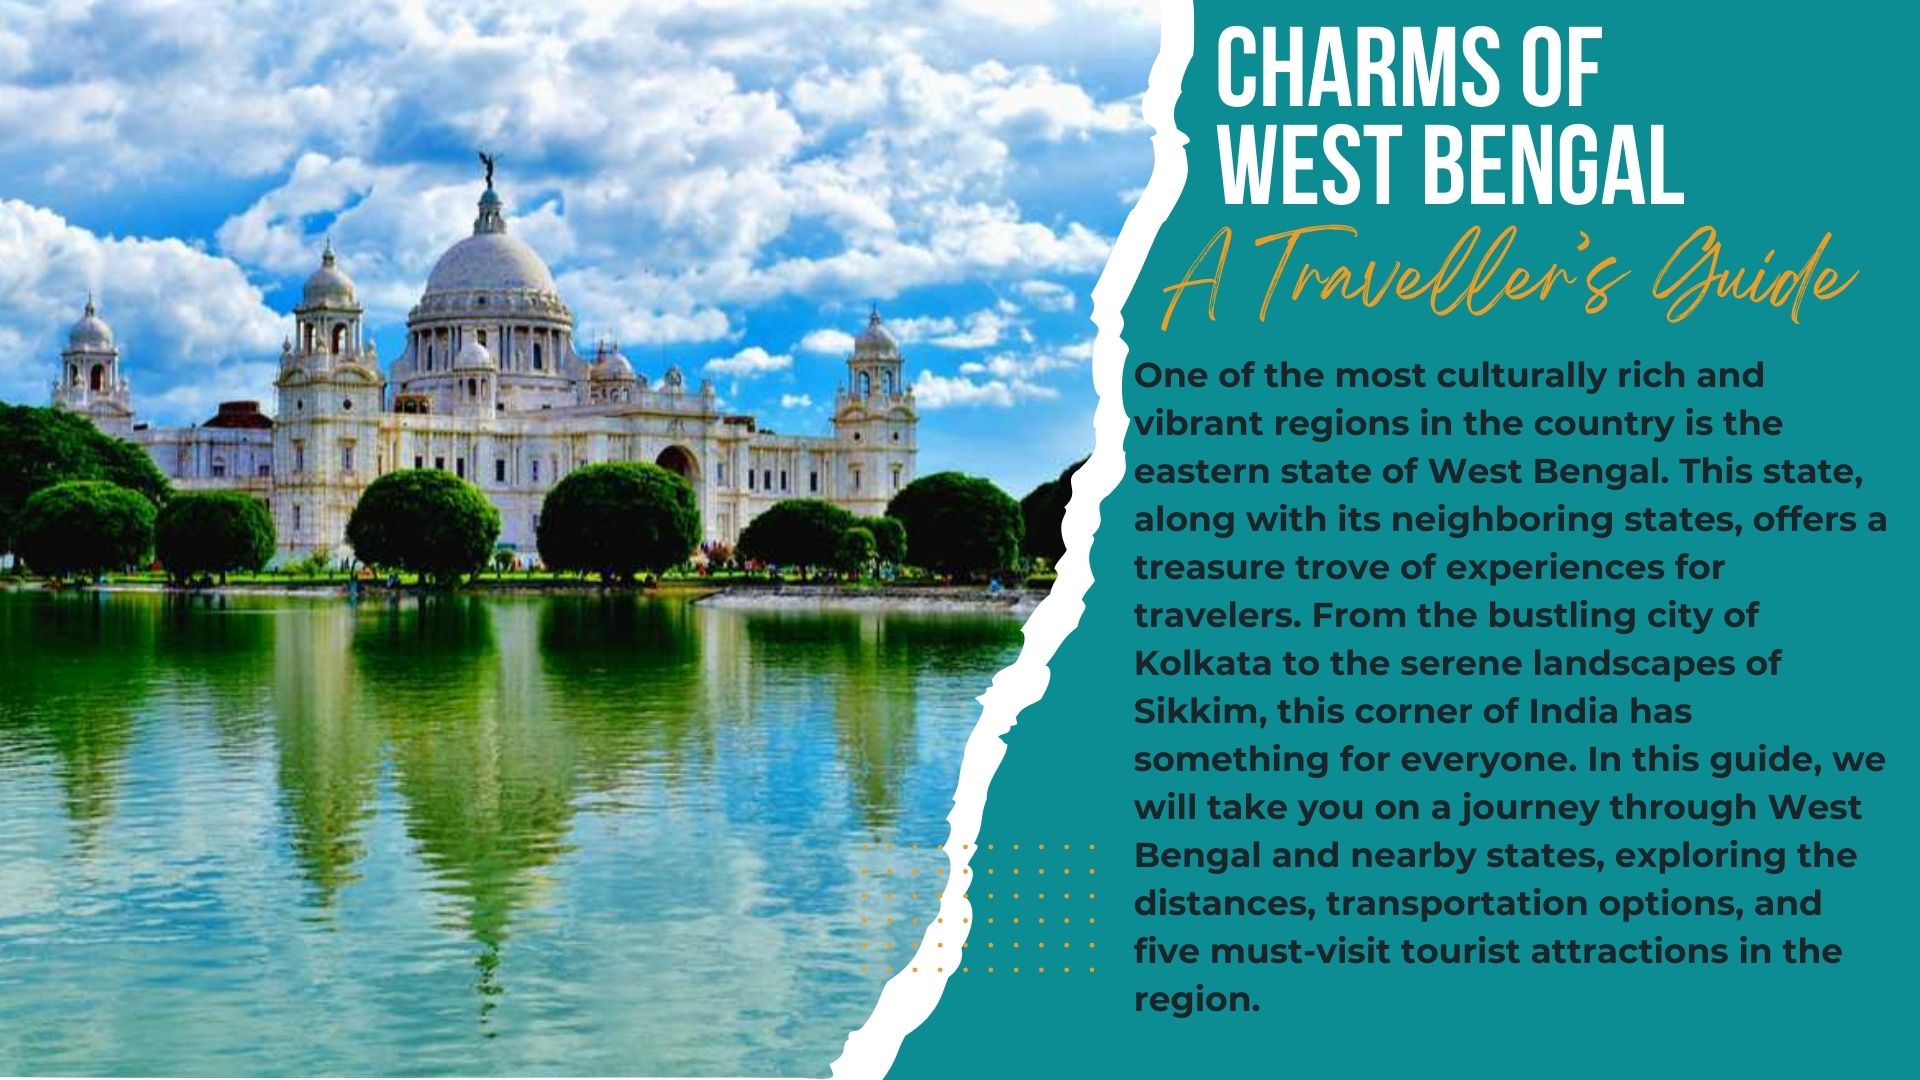 CHARMS OF
WEST BENGAL
A Traveller's Guide
One of the most culturally rich and
vibrant regions in the country is the
eastern state of West Bengal. This state,
along with its neighboring states, offers a
treasure trove of experiences for
travelers. From the bustling city of
Kolkata to the serene landscapes of
Sikkim, this corner of India has
something for everyone. In this guide, we
will take you on a journey through West
Bengal and nearby states, exploring the
distances, transportation options, and
five must-visit tourist attractions in the
region.